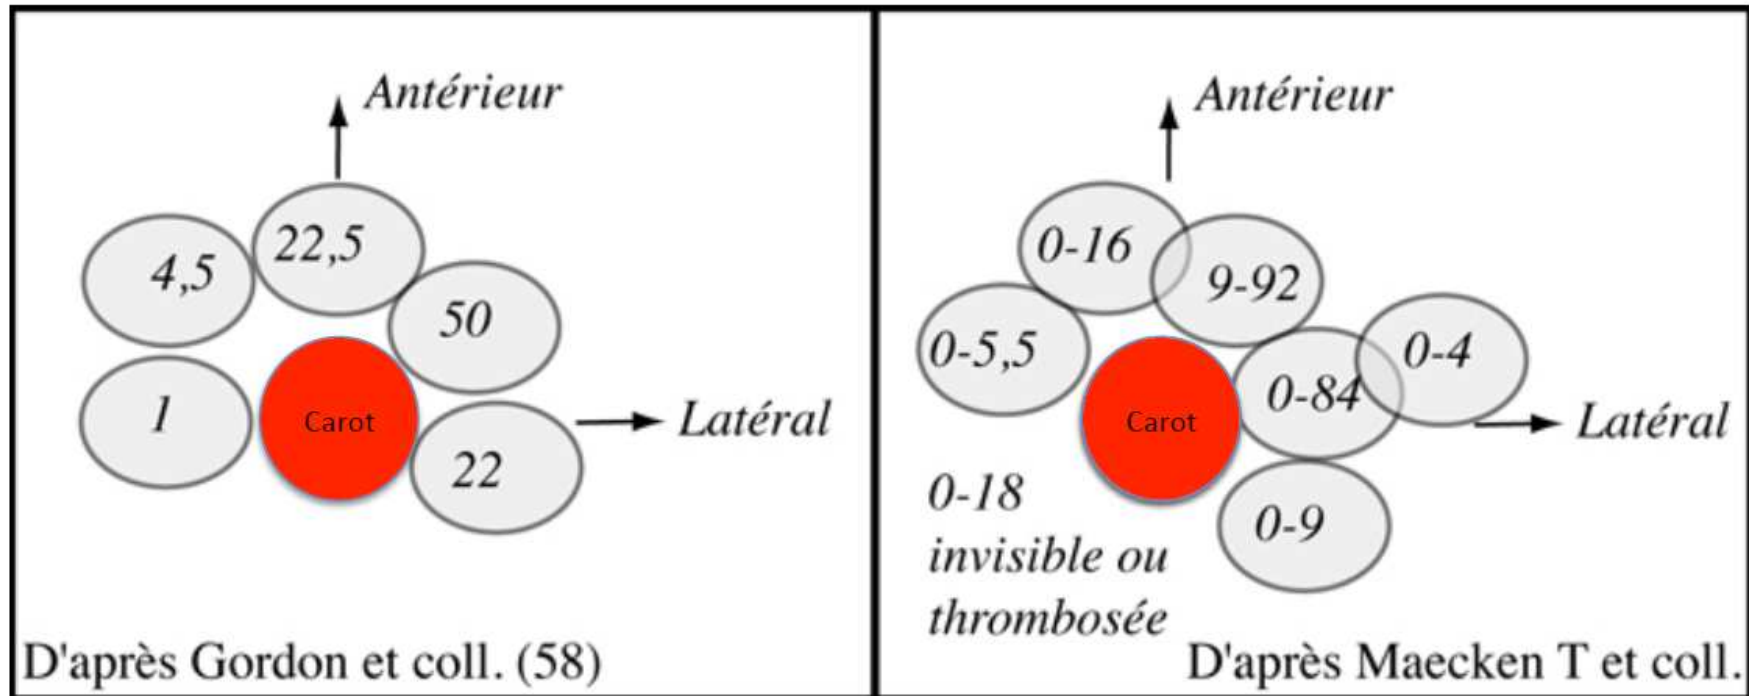 Antérieur
22,5
4,5
50
1
Carot
Latéral
22
D'après Gordon et coll. (58)
Antérieur
0-16
9-92
0-5,5
0-4
0-84
Carot
Latéral
0-18
invisible ou
thrombosée
0-9
D'après Maecken T et coll.